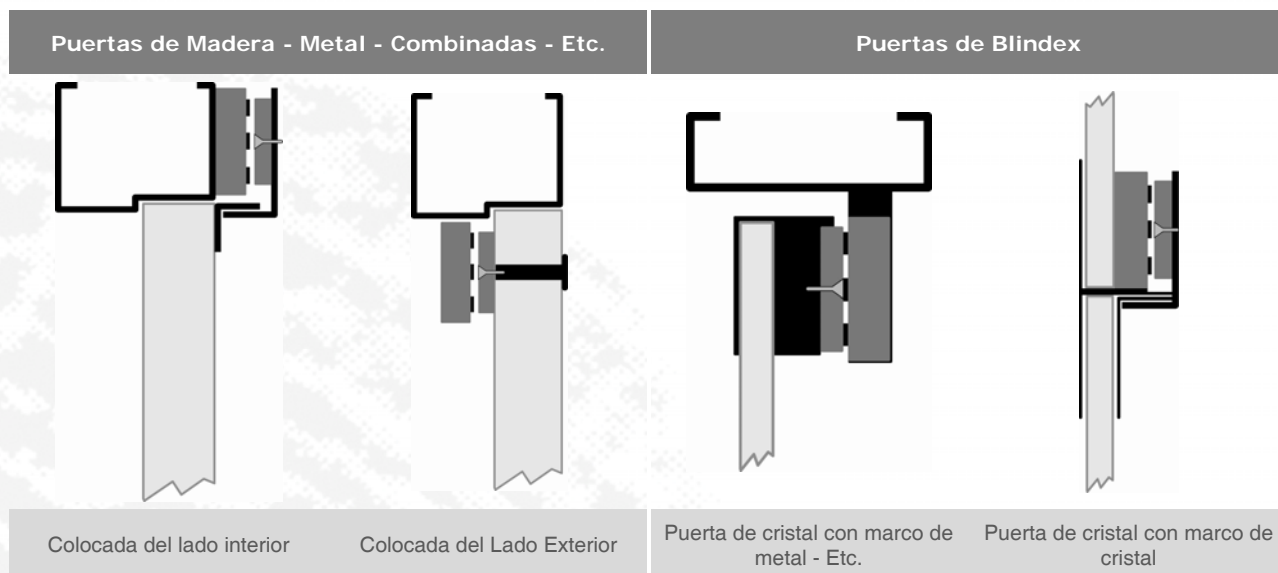 Puertas de Madera - Metal - Combinadas - Etc.
Puertas de Blindex
Colocada del lado interior
Colocada del Lado Exterior
Puerta de cristal con marco de
metal - Etc.
Puerta de cristal con marco de
cristal